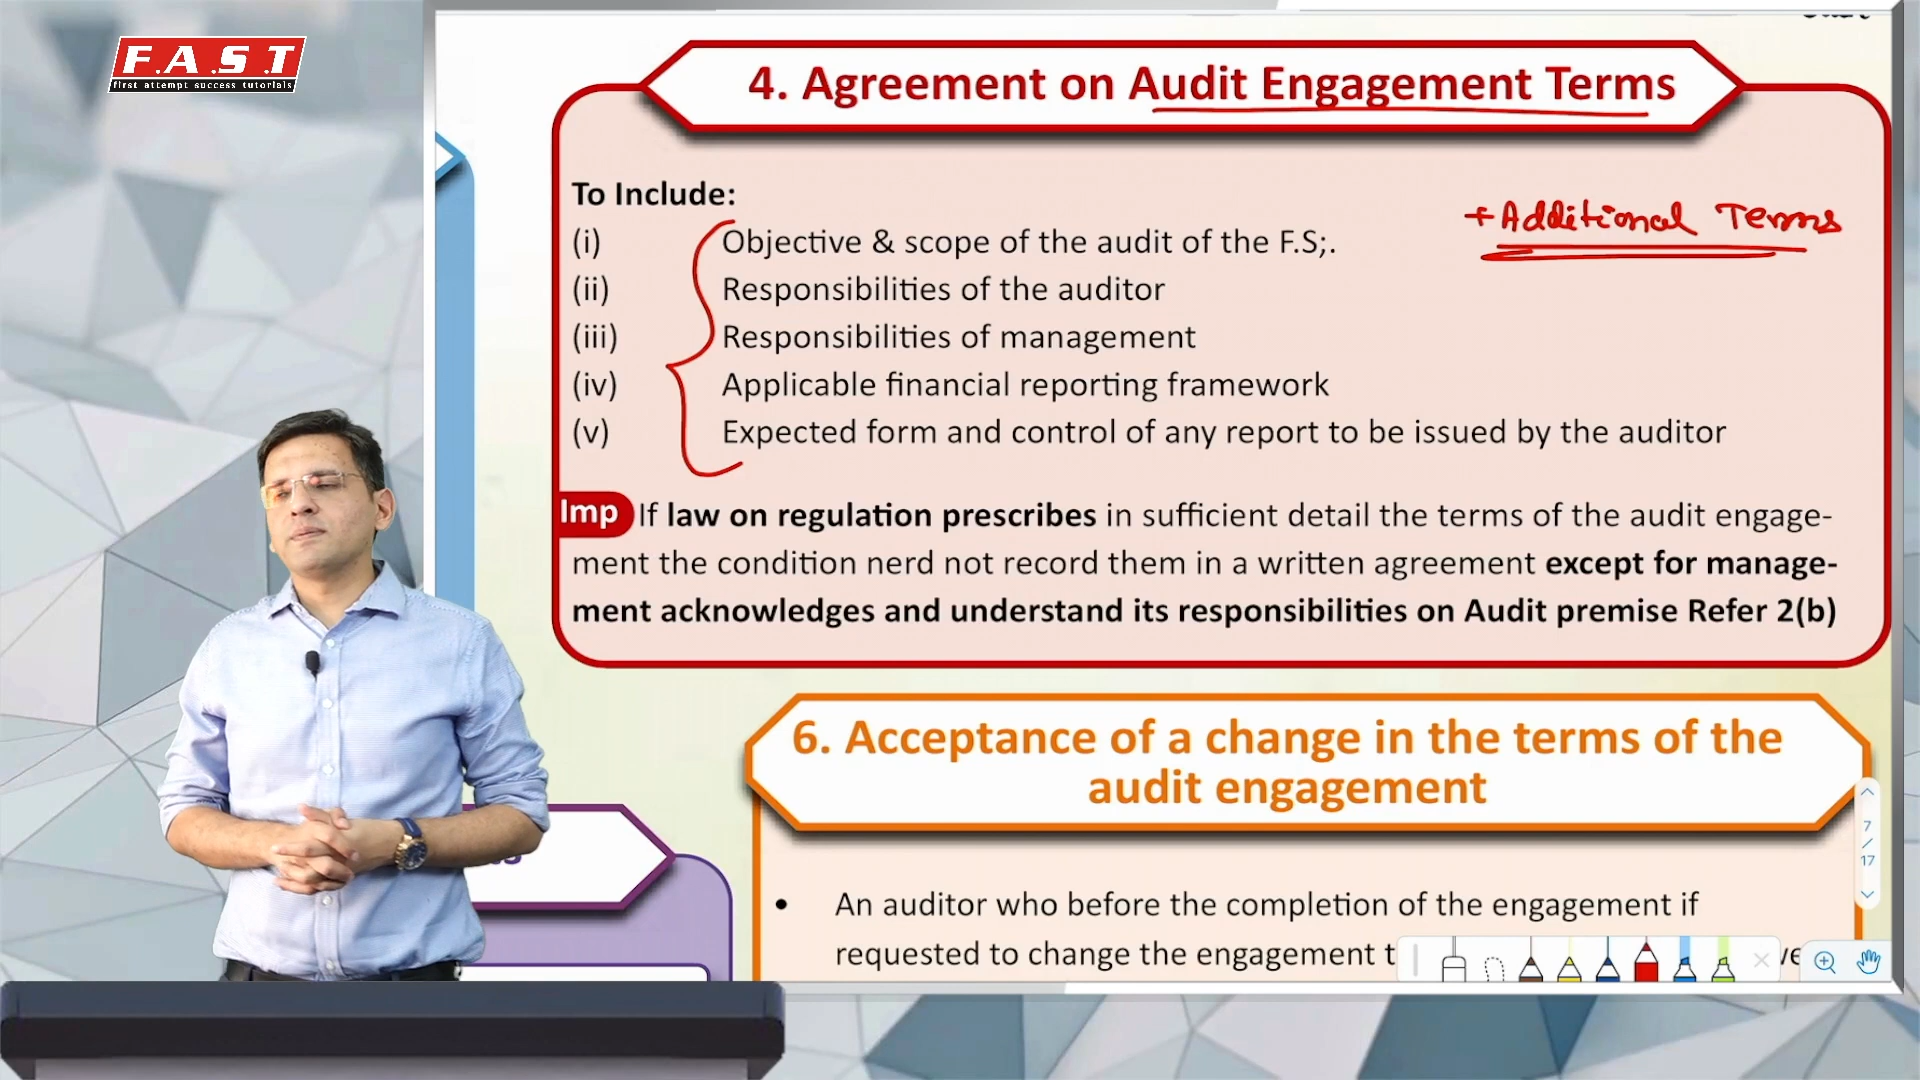 F.A.S.T
first attempt success tutorials
4. Agreement on Audit Engagement Terms
To Include:
+ Additional Terms
(i) Objective & scope of the audit of the F.S;.
(ii) Responsibilities of the auditor
(iii) Responsibilities of management
(iv) Applicable financial reporting framework
(v) Expected form and control of any report to be issued by the auditor
Imp If law on regulation prescribes in sufficient detail the terms of the audit engage-
ment the condition nerd not record them in a written agreement except for manage-
ment acknowledges and understand its responsibilities on Audit premise Refer 2(b)
6. Acceptance of a change in the terms of the
audit engagement
7
/
17
• An auditor who before the completion of the engagement if
requested to change the engagement